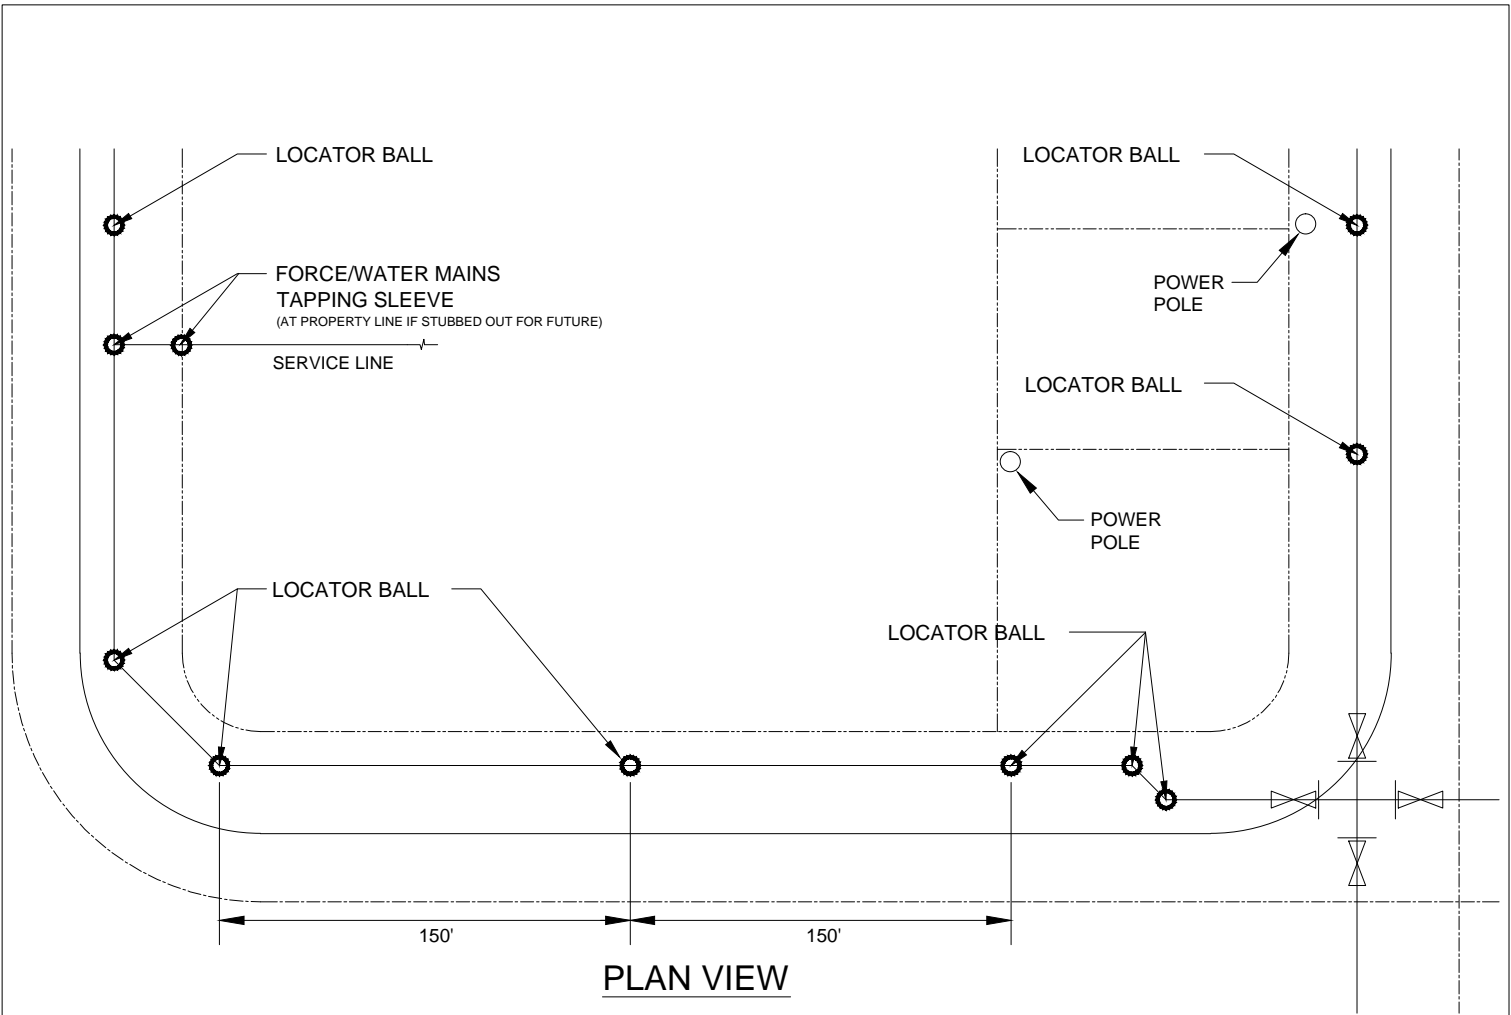 LOCATOR BALL
LOCATOR BALL
FORCE/WATER MAINS
TAPPING SLEEVE
(AT PROPERTY LINE IF STUBBED OUT FOR FUTURE)
SERVICE LINE
POWER
POLE
LOCATOR BALL
POWER
POLE
LOCATOR BALL
LOCATOR BALL
150'
150'
PLAN VIEW